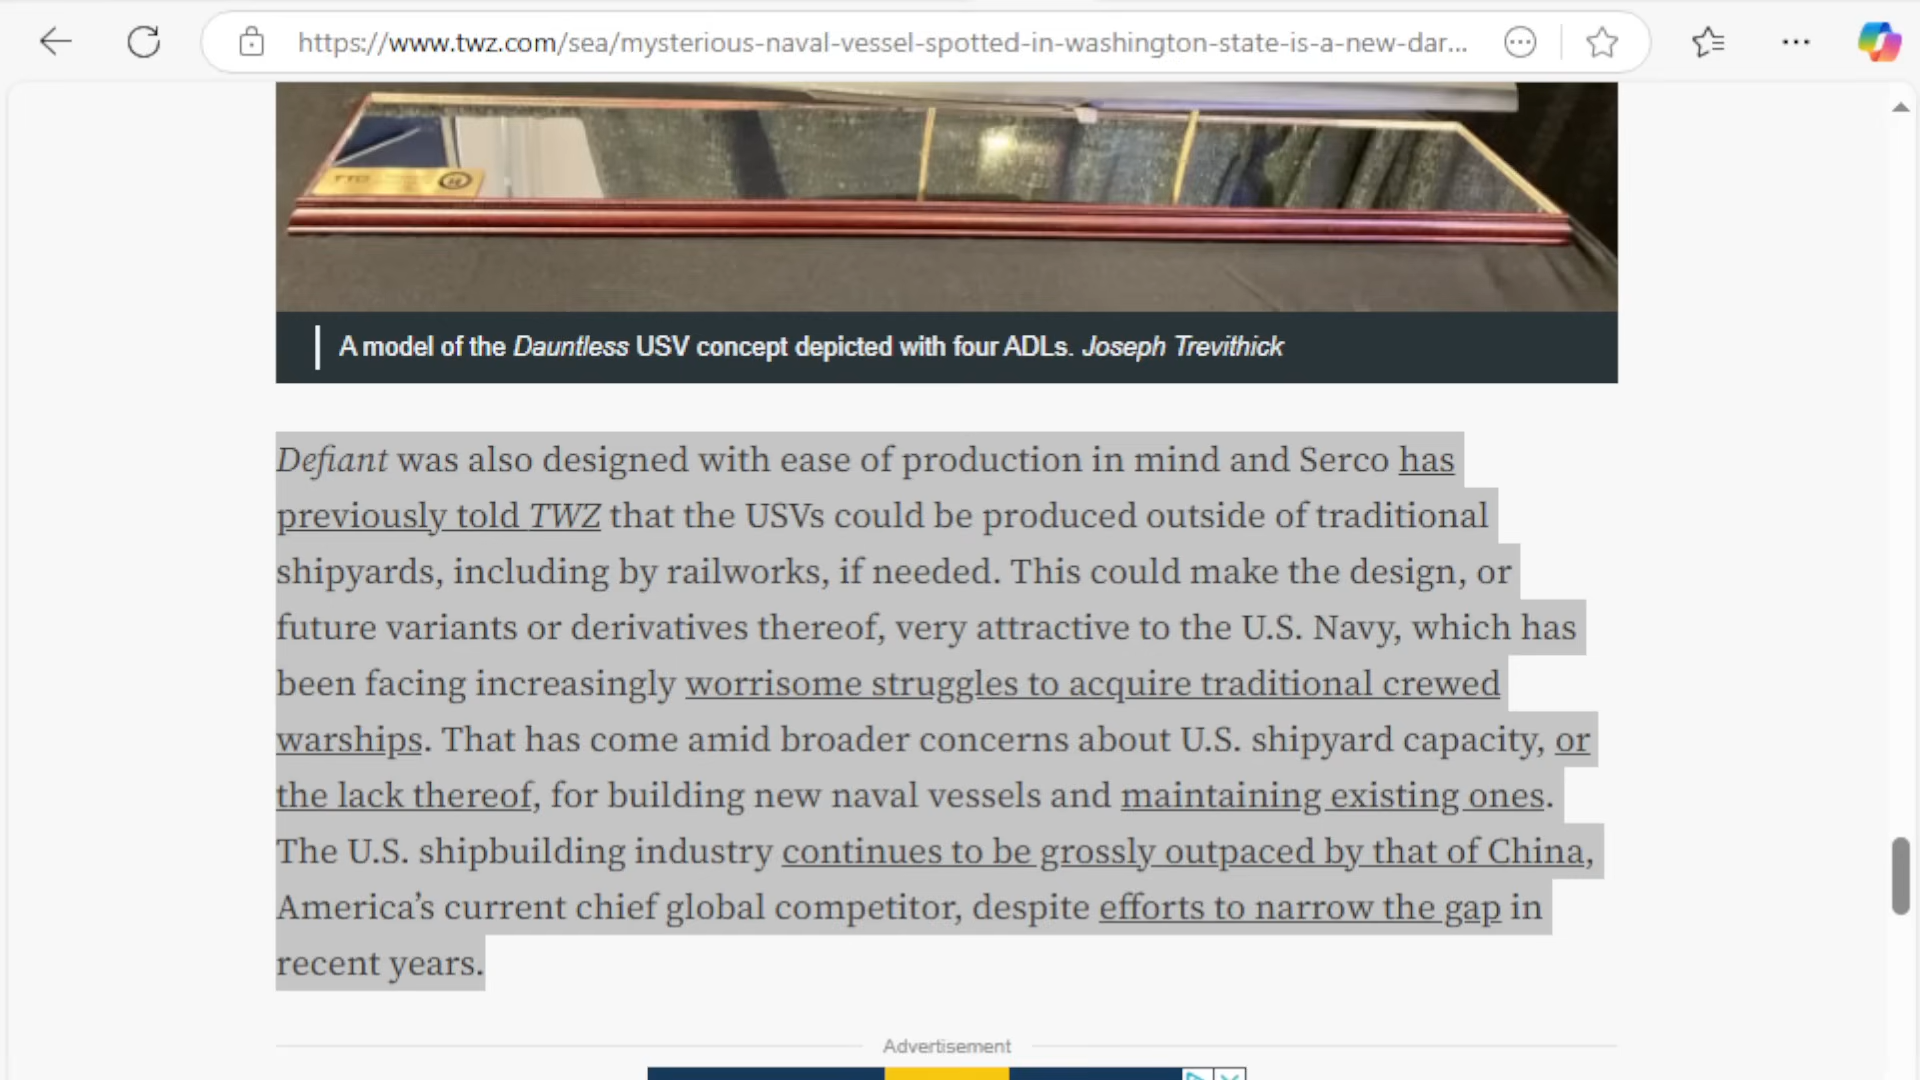 https://www.twz.com/sea/mysterious-naval-vessel-spotted-in-washington-state-is-a-new-dar...
A model of the Dauntless USV concept depicted with four ADLs. Joseph Trevithick
Defiant was also designed with ease of production in mind and Serco has
previously told TWZ that the USVs could be produced outside of traditional
shipyards, including by railworks, if needed. This could make the design, or
future variants or derivatives thereof, very attractive to the U.S. Navy, which has
been facing increasingly worrisome struggles to acquire traditional crewed
warships. That has come amid broader concerns about U.S. shipyard capacity, or
the lack thereof, for building new naval vessels and maintaining existing ones.
The U.S. shipbuilding industry continues to be grossly outpaced by that of China,
America’s current chief global competitor, despite efforts to narrow the gap in
recent years.
Advertisement